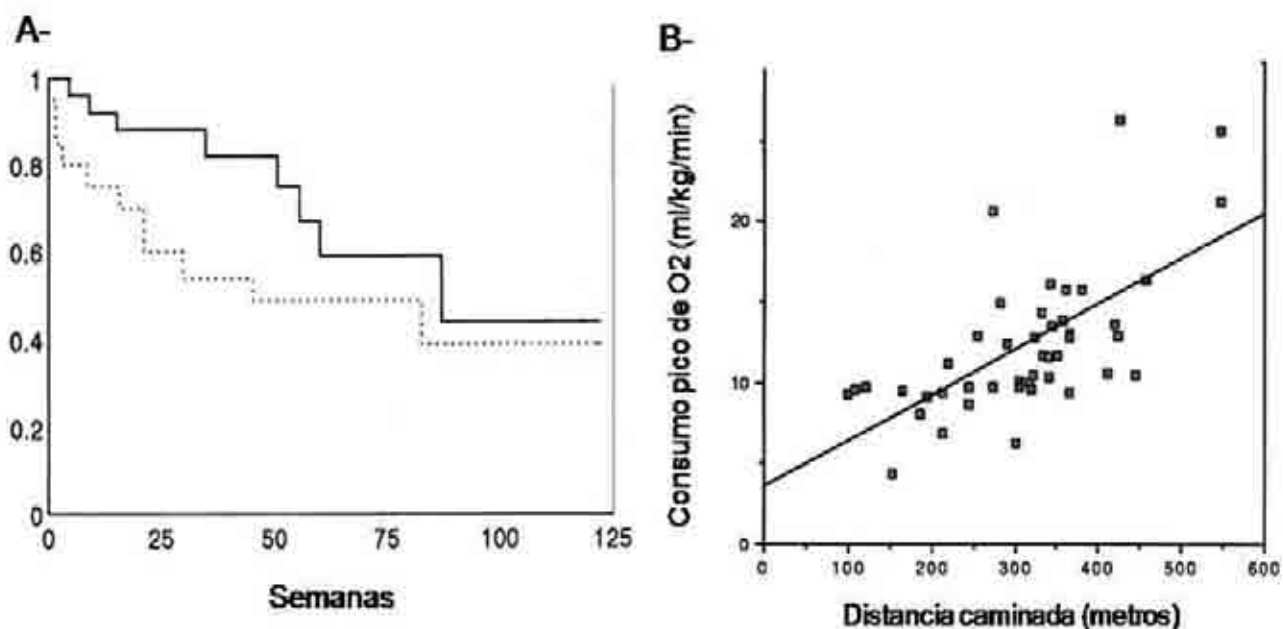 A-
1
0.8
0.6
0.4
0.2
0
0 25 50 75 100 125
Semanas
B-
Consumo pico de O2 (ml/kg/min)
20
10
0
0 100 200 300 400 500 600
Distancia caminada (metros)